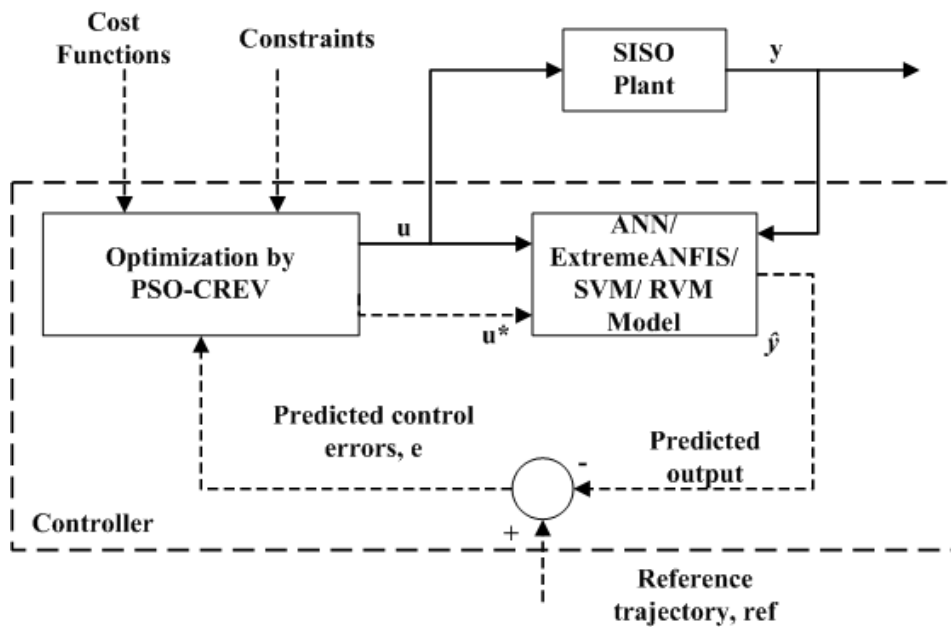 Cost
Functions
Constraints
SISO
Plant
y
u
Optimization by
PSO-CREV
ANN/
ExtremeANFIS/
SVM/ RVM
Model
u*
ŷ
Predicted control
errors, e
-
Predicted
output
+
Controller
Reference
trajectory, ref